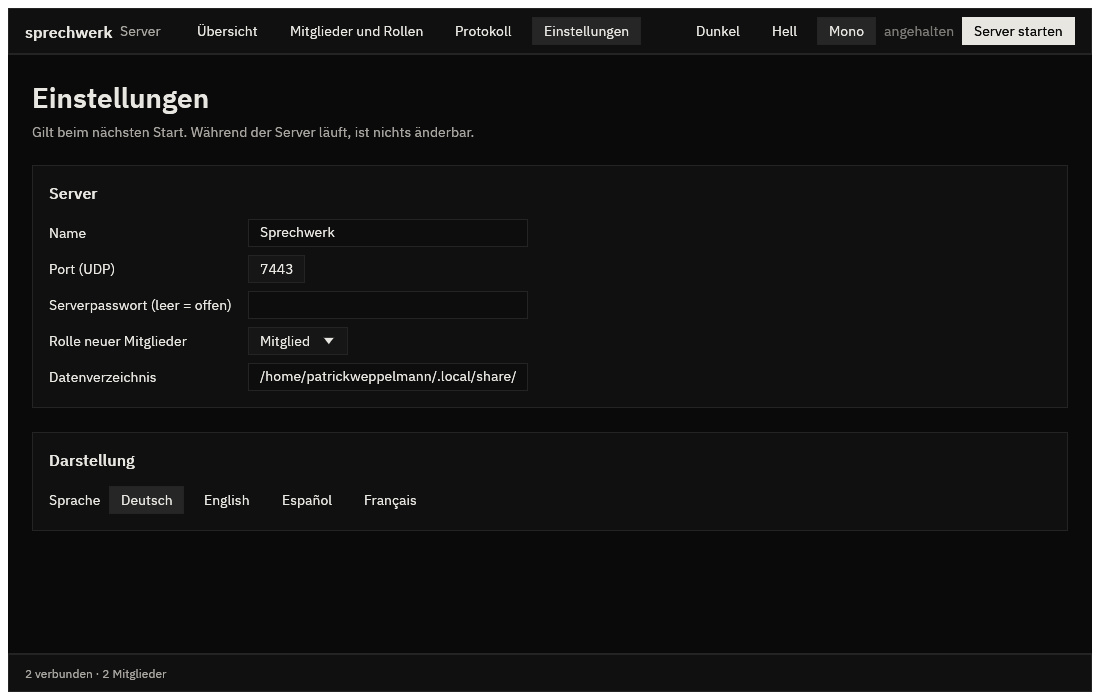 sprechwerk Server Übersicht Mitglieder und Rollen Protokoll Einstellungen Dunkel Hell Mono angehalten Server starten
Einstellungen
Gilt beim nächsten Start. Während der Server läuft, ist nichts änderbar.
Server
Name Sprechwerk
Port (UDP) 7443
Serverpasswort (leer = offen)
Rolle neuer Mitglieder Mitglied
Datenverzeichnis /home/patrickweppelmann/.local/share/
Darstellung
Sprache Deutsch English Español Français
2 verbunden · 2 Mitglieder